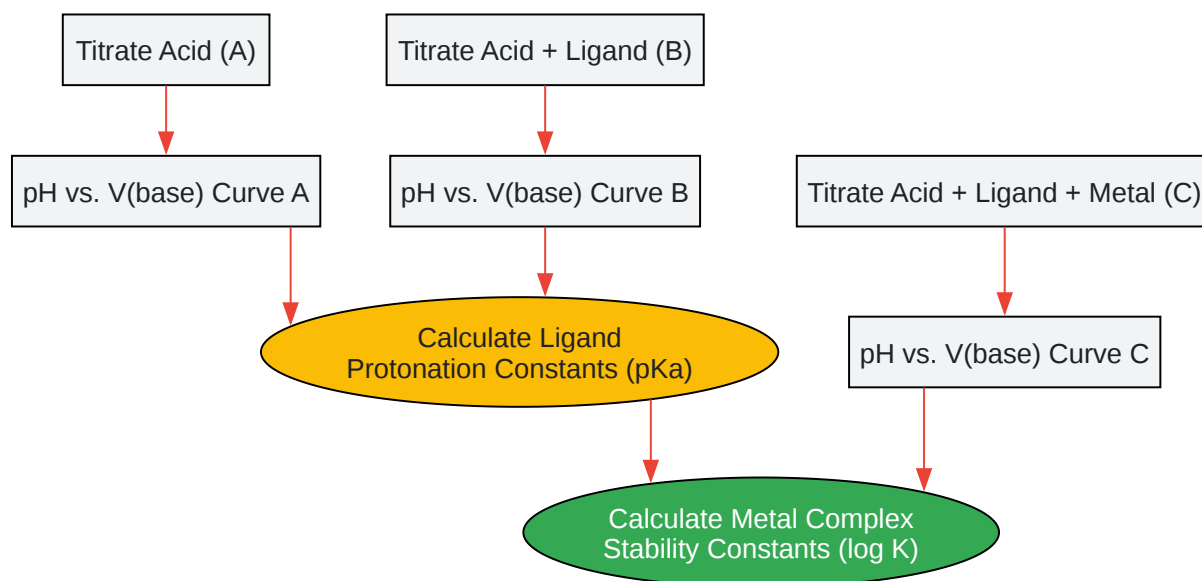 Titrate Acid (A)
Titrate Acid + Ligand (B)
pH vs. V(base) Curve A
pH vs. V(base) Curve B
Titrate Acid + Ligand + Metal (C)
Calculate Ligand
Protonation Constants (pKa)
pH vs. V(base) Curve C
Calculate Metal Complex
Stability Constants (log K)